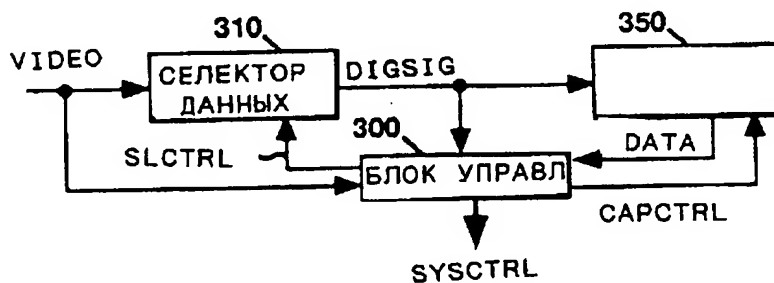 310
350
VIDEO
СЕЛЕКТОР
ДАННЫХ
DIGSIG
300
SLCTRL
DATA
БЛОК УПРАВЛ
CAPCTRL
SYSCTRL